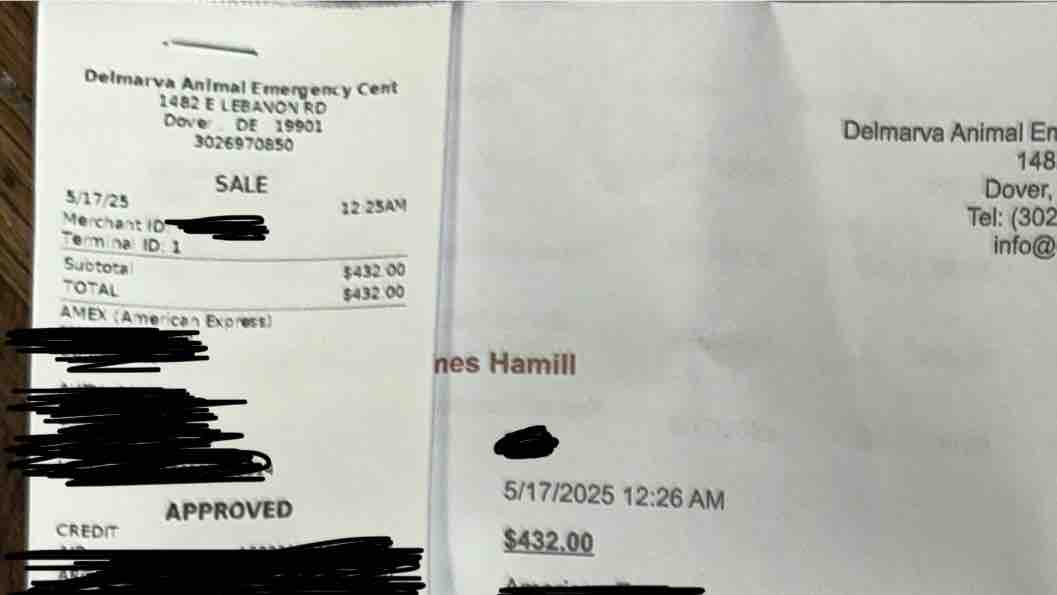 Delmarva Animal Emergency Cent
1482 E LEBANON RD
Dover DE 19901
3026970850
SALE
5/17/25 12:25AM
Merchant ID:
Terminal ID: 1
Subtotal $432.00
TOTAL $432.00
AMEX (American Express)
APPROVED
CREDIT
Delmarva Animal En
148
Dover,
Tel: (302
info@
nes Hamill
5/17/2025 12:26 AM
$432.00